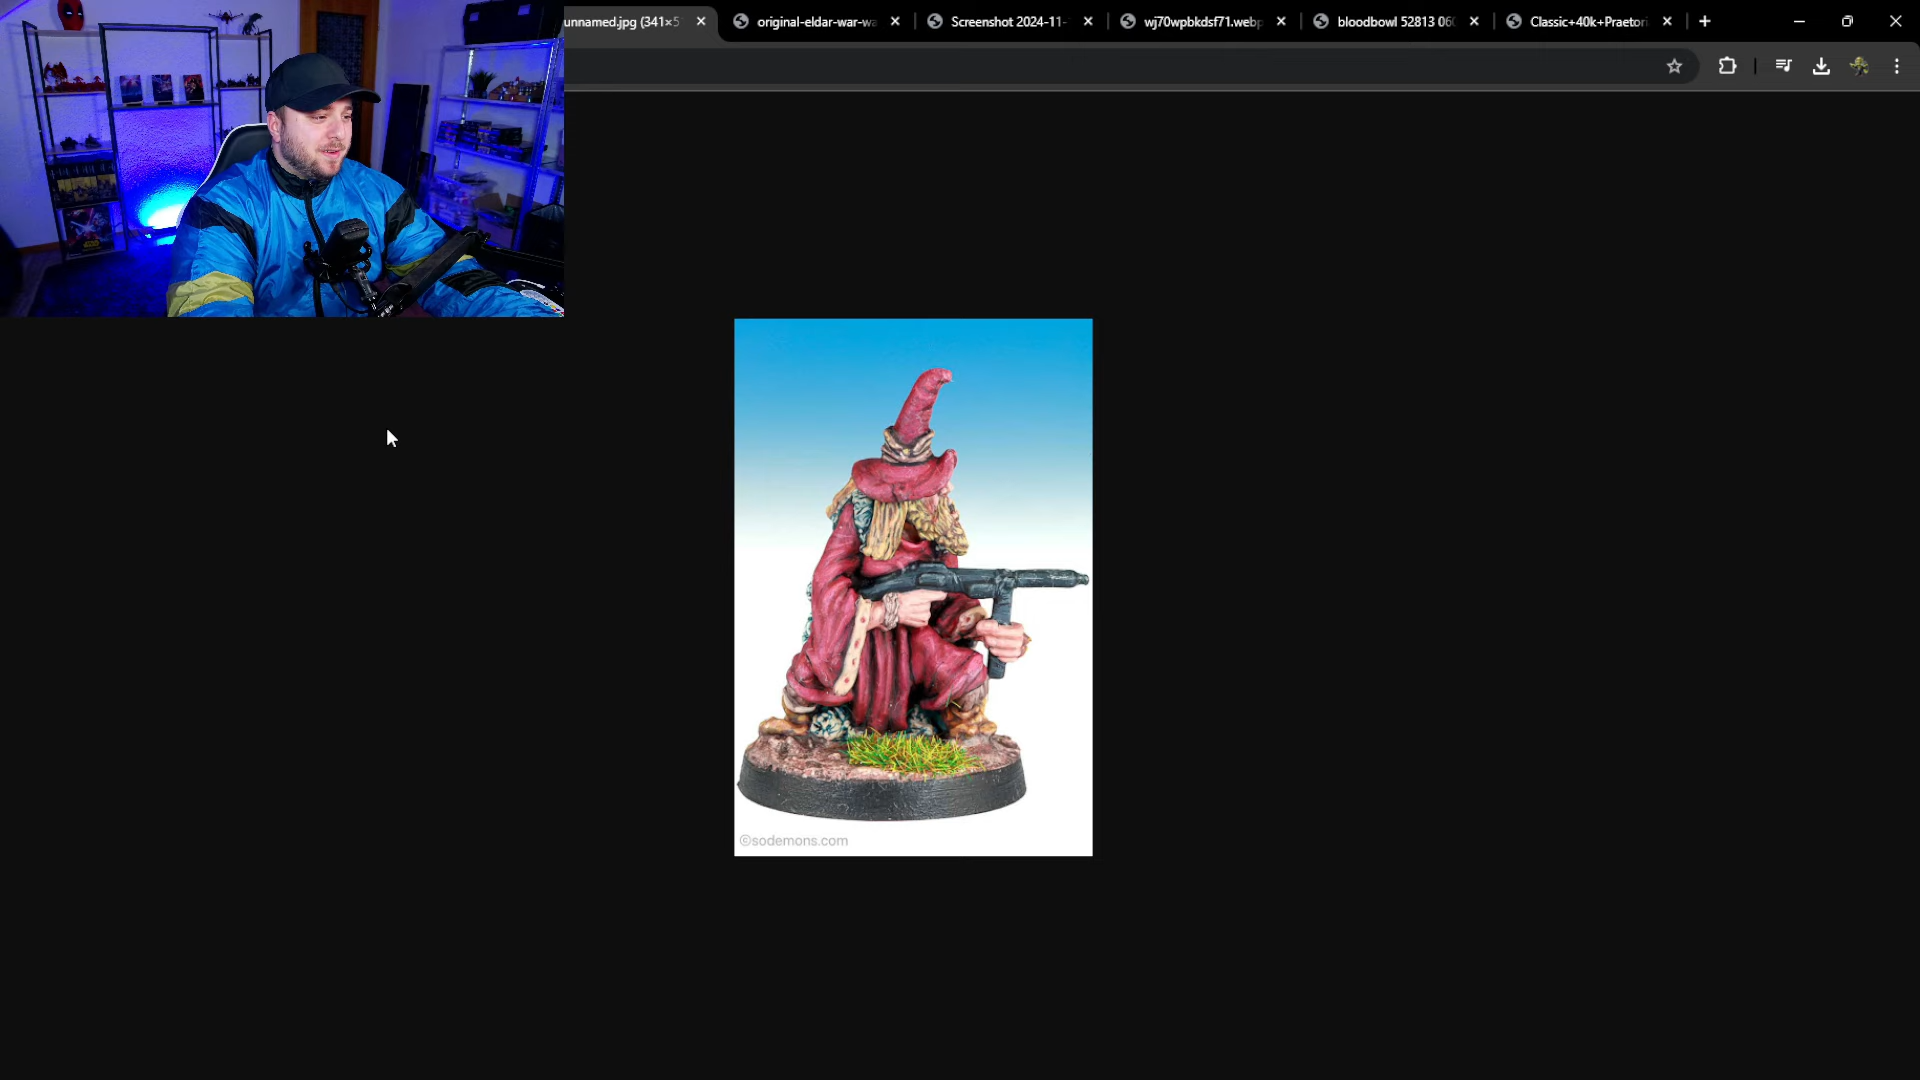 unnamed.jpg (341×5
original-eldar-war-wa
Screenshot 2024-11-
wj70wpbkdsf71.webp
bloodbowl 52813 06
Classic+40k+Praetori
©sodemons.com